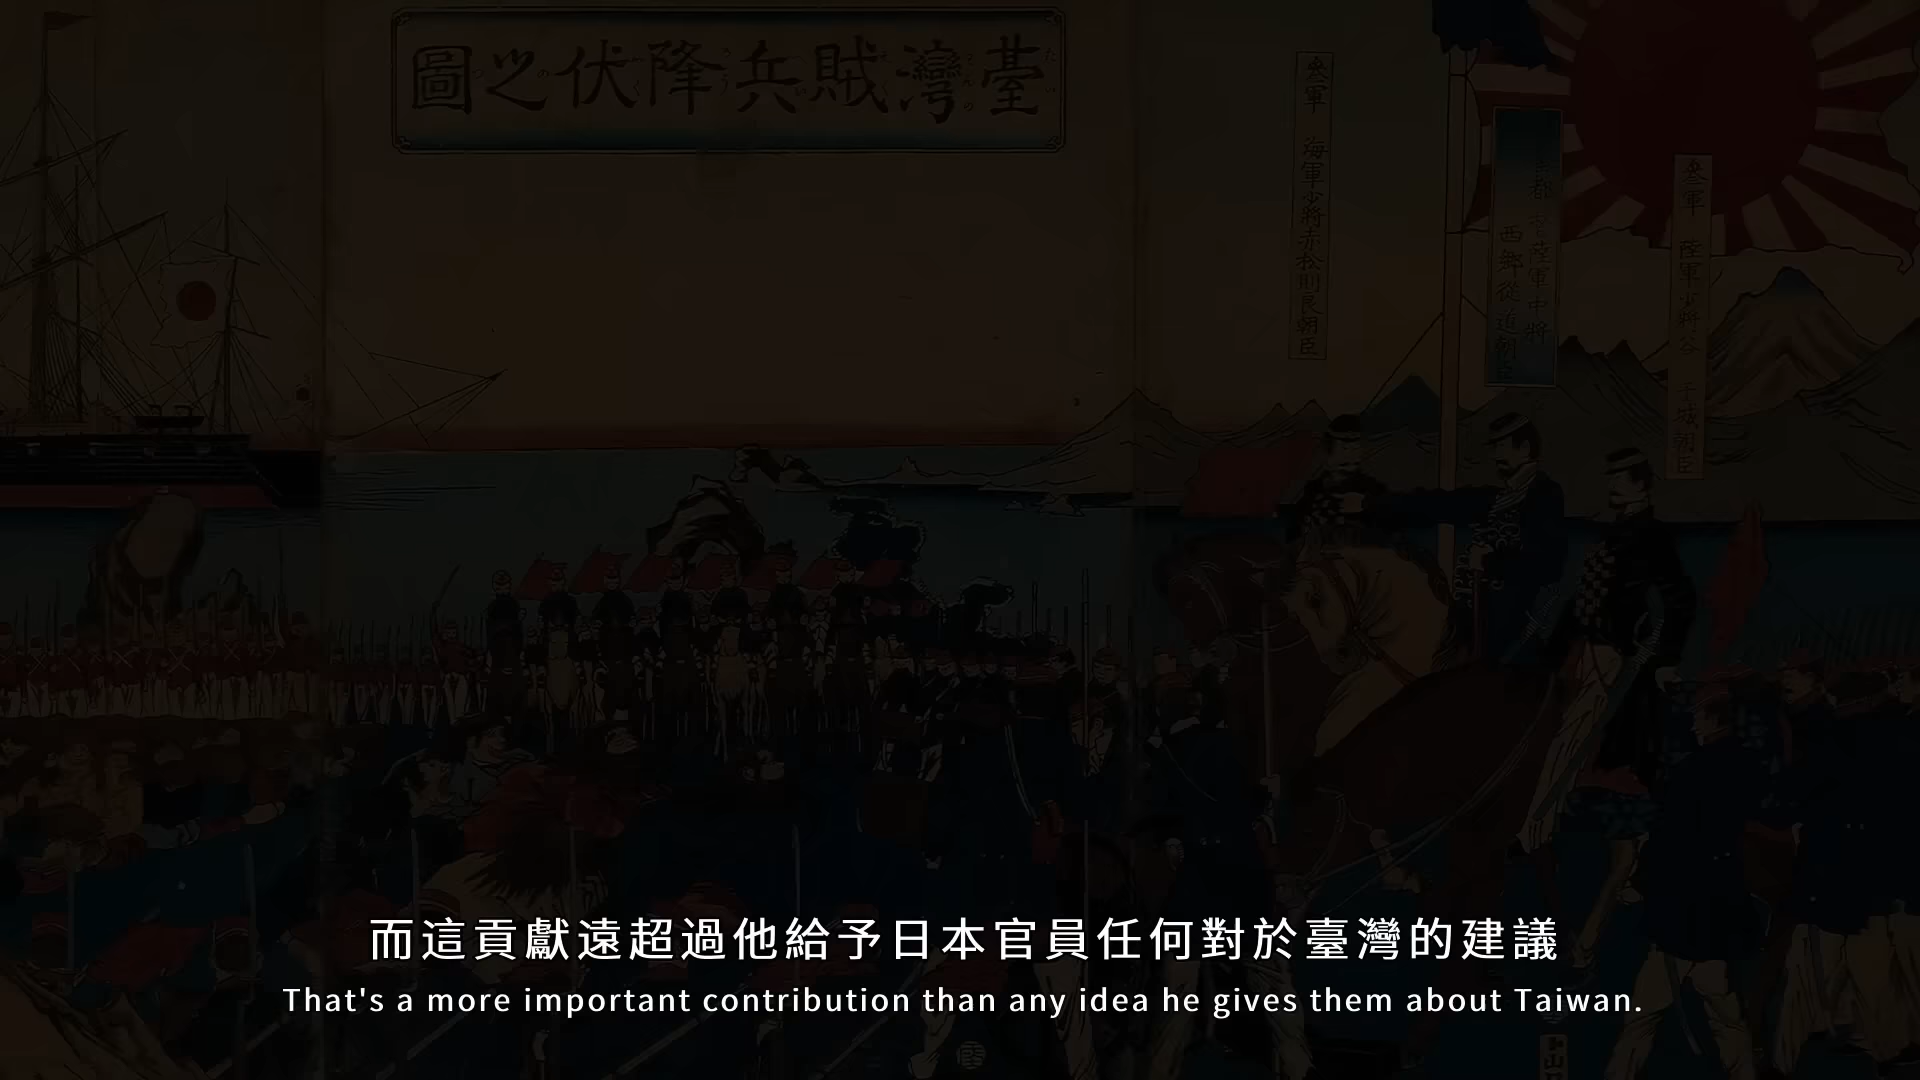 圖之伏降兵賊灣臺
參軍 海軍少將赤松則良朝臣
都督陸軍中將
西鄉從道朝臣
參軍 陸軍少將谷 干城朝臣
而這貢獻遠超過他給予日本官員任何對於臺灣的建議
That's a more important contribution than any idea he gives them about Taiwan.